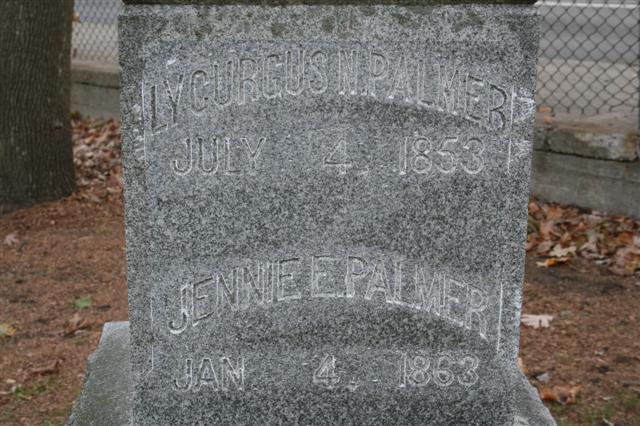 LYCURGUS N. PALMER
JULY 4. 1853
JENNIE E. PALMER
JAN 4. 1863